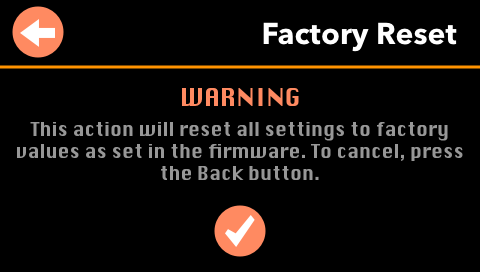 Factory Reset
WARNING
This action will reset all settings to factory
values as set in the firmware. To cancel, press
the Back button.